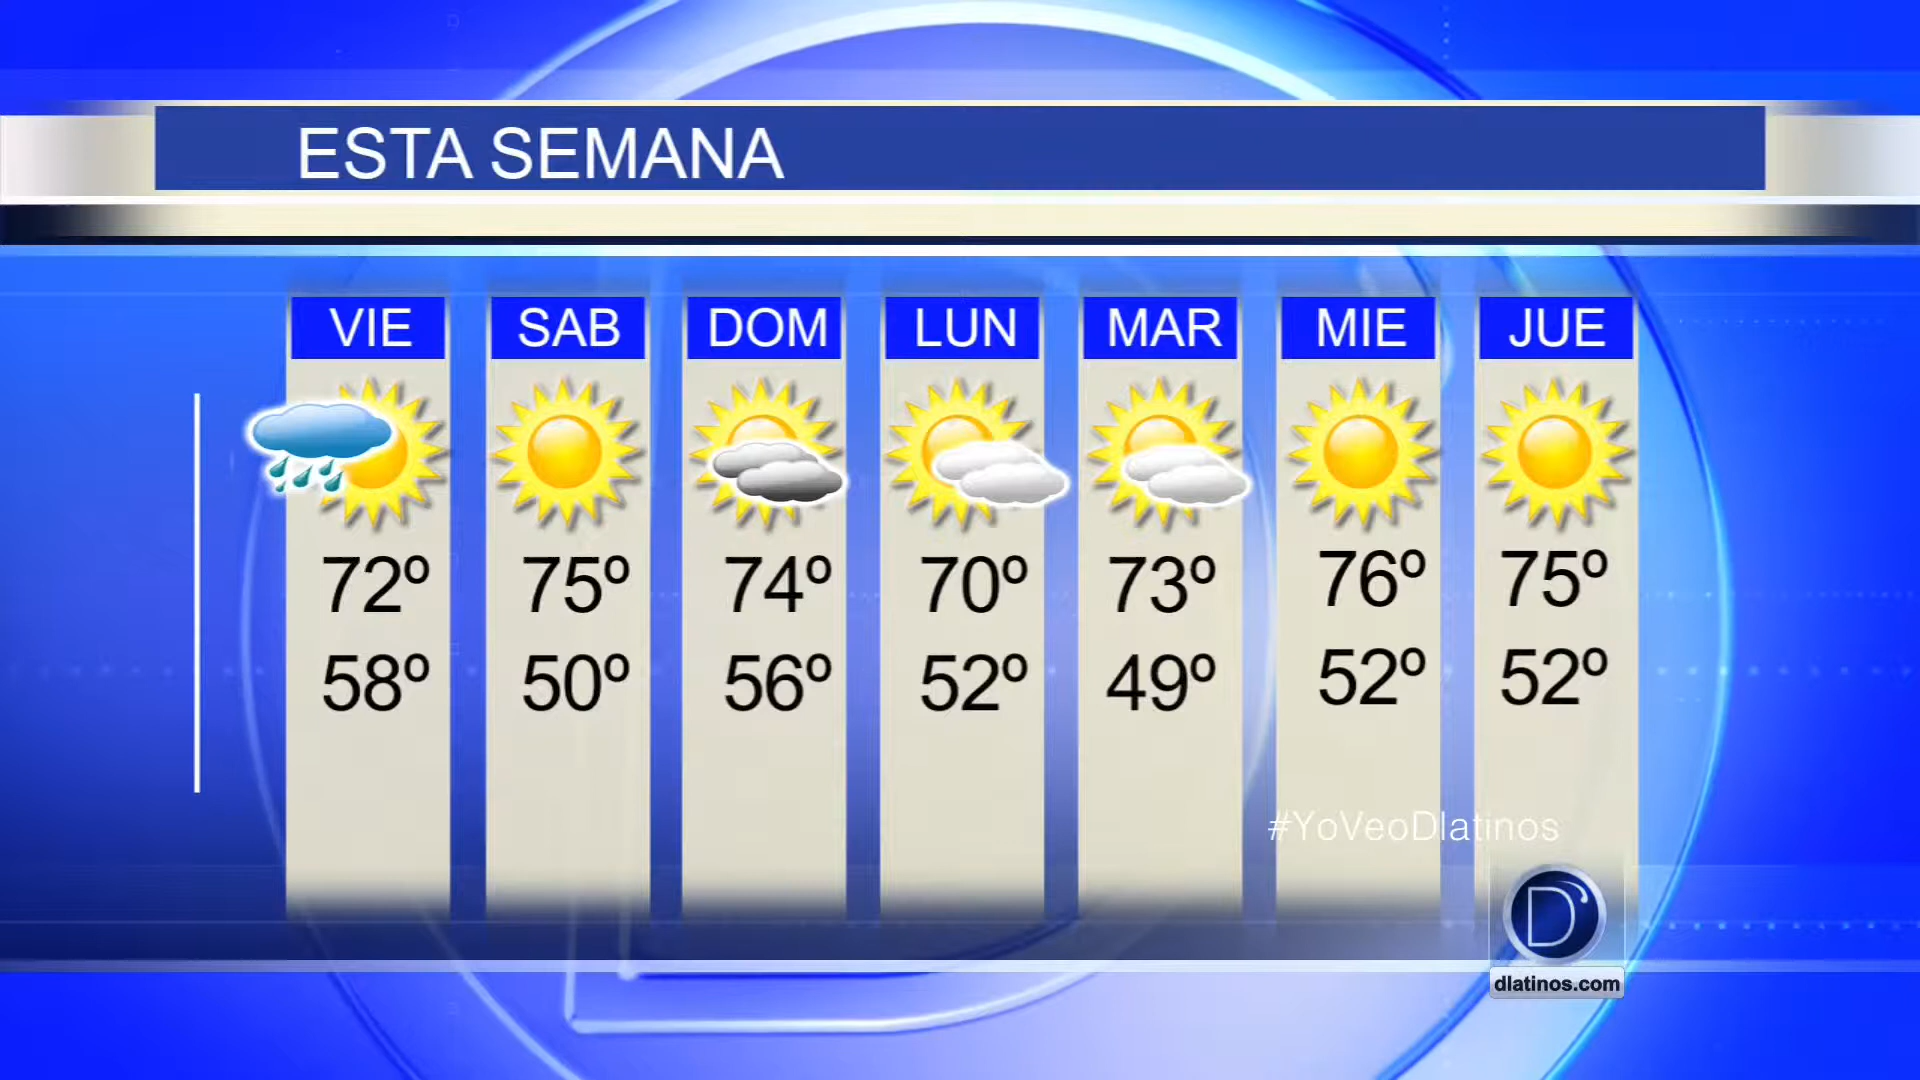 ESTA SEMANA
VIE SAB DOM LUN MAR MIE JUE
72º 75º 74º 70º 73º 76º 75º
58º 50º 56º 52º 49º 52º 52º
#YoVeoDlatinos
D
dlatinos.com